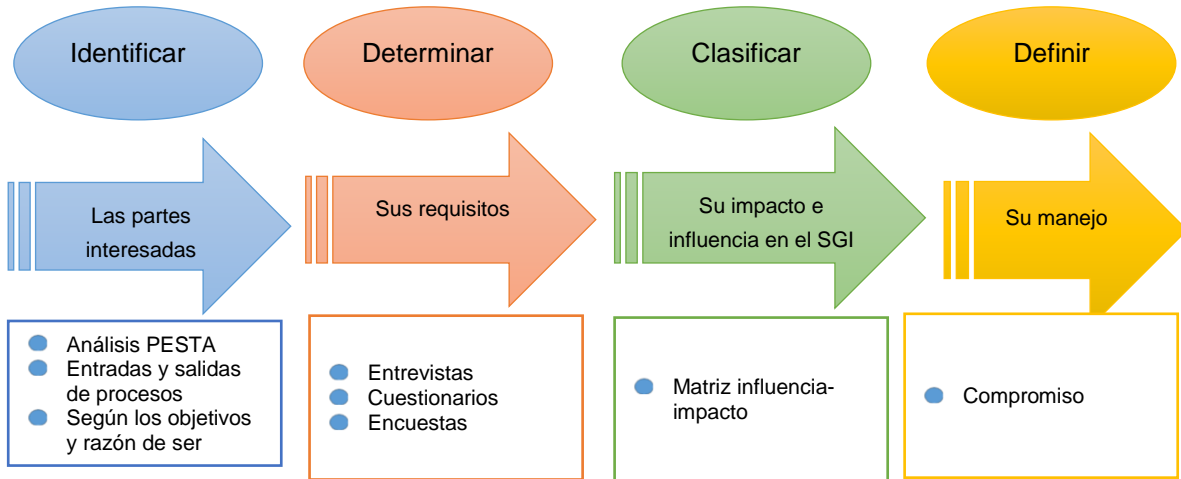 Identificar
Determinar
Clasificar
Definir
Las partes
interesadas
Sus requisitos
Su impacto e
influencia en el SGI
Su manejo
Análisis PESTA
Entradas y salidas
de procesos
Según los objetivos
y razón de ser
Entrevistas
Cuestionarios
Encuestas
Matriz influencia-
impacto
Compromiso